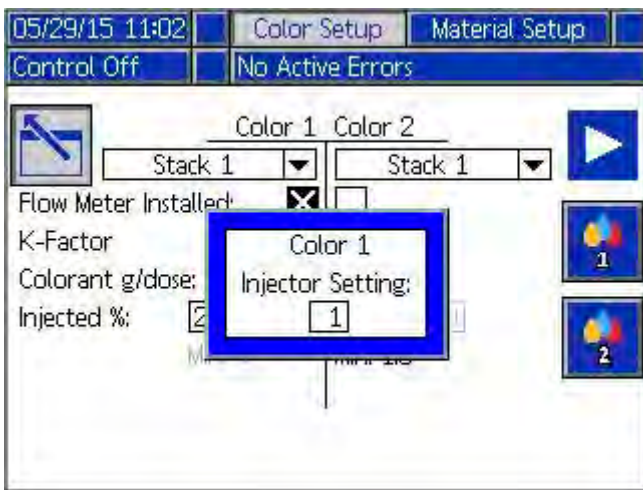 05/29/15 11:02 Color Setup Material Setup
Control Off No Active Errors
Color 1 Color 2
Stack 1 Stack 1
Flow Meter Installed:
K-Factor
Colorant g/dose:
Injected %: 2
Color 1
Injector Setting:
1
1
2